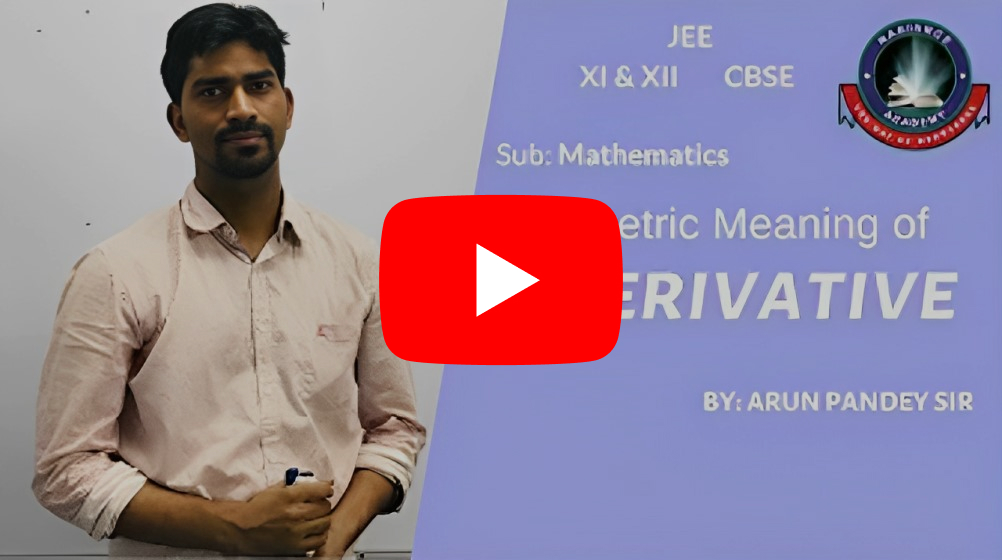 JEE
XI & XII CBSE
Sub: Mathematics
etric Meaning of
ERIVATIVE
BY: ARUN PANDEY SIR